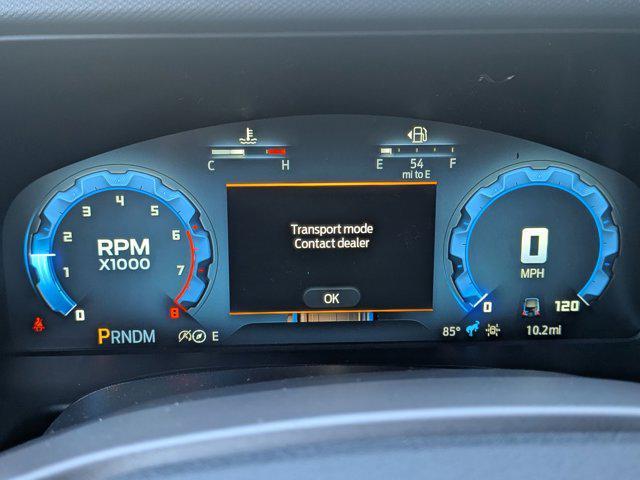 C H
E 54 F
mi to E
Transport mode
Contact dealer
OK
0 1 2 3 4 5 6 7 8
RPM
X1000
0
MPH
0 120
PRNDM
E
85°
10.2mi